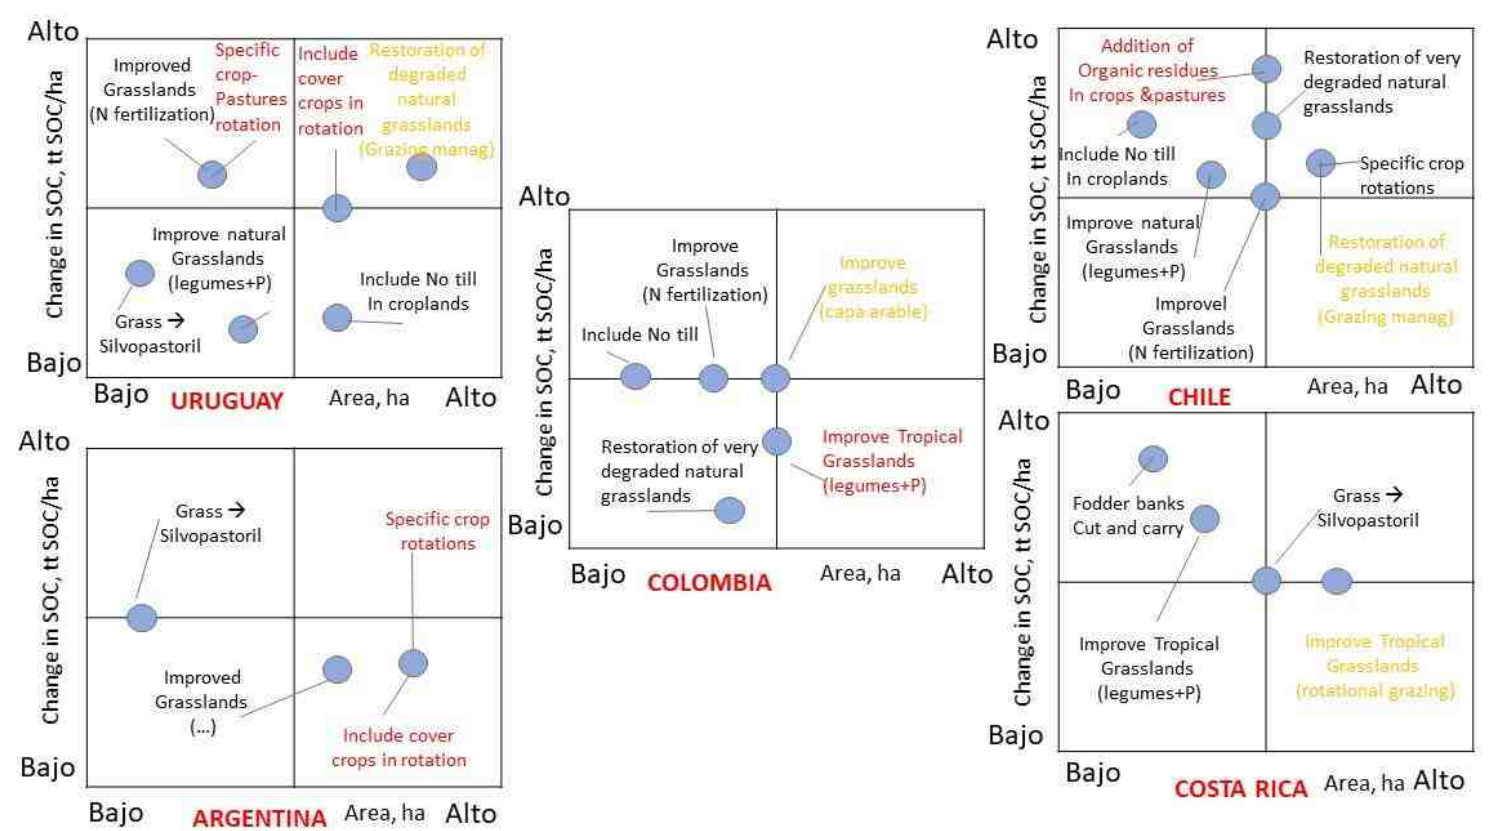 Alto
Change in SOC, tt SOC/ha
Improved
Grasslands
(N fertilization)
Specific
crop-
Pastures
rotation
Include
cover
crops in
rotation
Restoration of
degraded
natural
grasslands
(Grazing manag)
Improve natural
Grasslands
(legumes+P)
Grass →
Silvopastoril
Include No till
In croplands
Bajo
Bajo
URUGUAY
Area, ha
Alto
Alto
Change in SOC, tt SOC/ha
Grass →
Silvopastoril
Specific crop
rotations
Improved
Grasslands
(...)
Include cover
crops in rotation
Bajo
Bajo
ARGENTINA
Area, ha
Alto
Alto
Change in SOC, tt SOC/ha
Improve
Grasslands
(N fertilization)
Improve
grasslands
(capa arable)
Include No till
Restoration of very
degraded natural
grasslands
Improve Tropical
Grasslands
(legumes+P)
Bajo
Bajo
COLOMBIA
Area, ha
Alto
Alto
Change in SOC, tt SOC/ha
Addition of
Organic residues
In crops &pastures
Restoration of very
degraded natural
grasslands
Include No till
In croplands
Specific crop
rotations
Improve natural
Grasslands
(legumes+P)
Restoration of
degraded natural
grasslands
(Grazing manag)
Improvel
Grasslands
(N fertilization)
Bajo
Bajo
CHILE
Area, ha
Alto
Alto
Change in SOC, tt SOC/ha
Fodder banks
Cut and carry
Grass →
Silvopastoril
Improve Tropical
Grasslands
(legumes+P)
Improve Tropical
Grasslands
(rotational grazing)
Bajo
Bajo
COSTA RICA
Area, ha
Alto